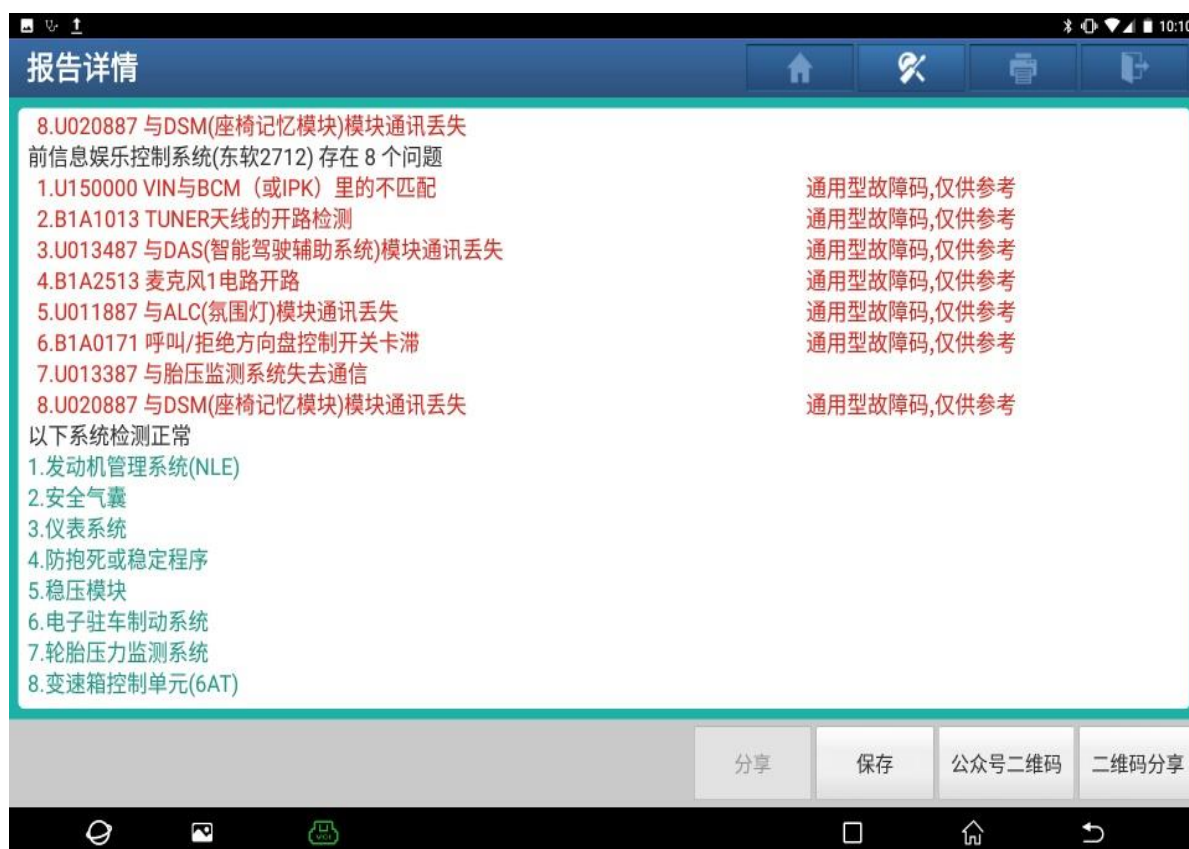 10:10
报告详情
8.U020887 与DSM(座椅记忆模块)模块通讯丢失
前信息娱乐控制系统(东软2712) 存在 8 个问题
1.U150000 VIN与BCM（或IPK）里的不匹配 通用型故障码,仅供参考
2.B1A1013 TUNER天线的开路检测 通用型故障码,仅供参考
3.U013487 与DAS(智能驾驶辅助系统)模块通讯丢失 通用型故障码,仅供参考
4.B1A2513 麦克风1电路开路 通用型故障码,仅供参考
5.U011887 与ALC(氛围灯)模块通讯丢失 通用型故障码,仅供参考
6.B1A0171 呼叫/拒绝方向盘控制开关卡滞 通用型故障码,仅供参考
7.U013387 与胎压监测系统失去通信
8.U020887 与DSM(座椅记忆模块)模块通讯丢失 通用型故障码,仅供参考
以下系统检测正常
1.发动机管理系统(NLE)
2.安全气囊
3.仪表系统
4.防抱死或稳定程序
5.稳压模块
6.电子驻车制动系统
7.轮胎压力监测系统
8.变速箱控制单元(6AT)
分享 保存 公众号二维码 二维码分享
VCI